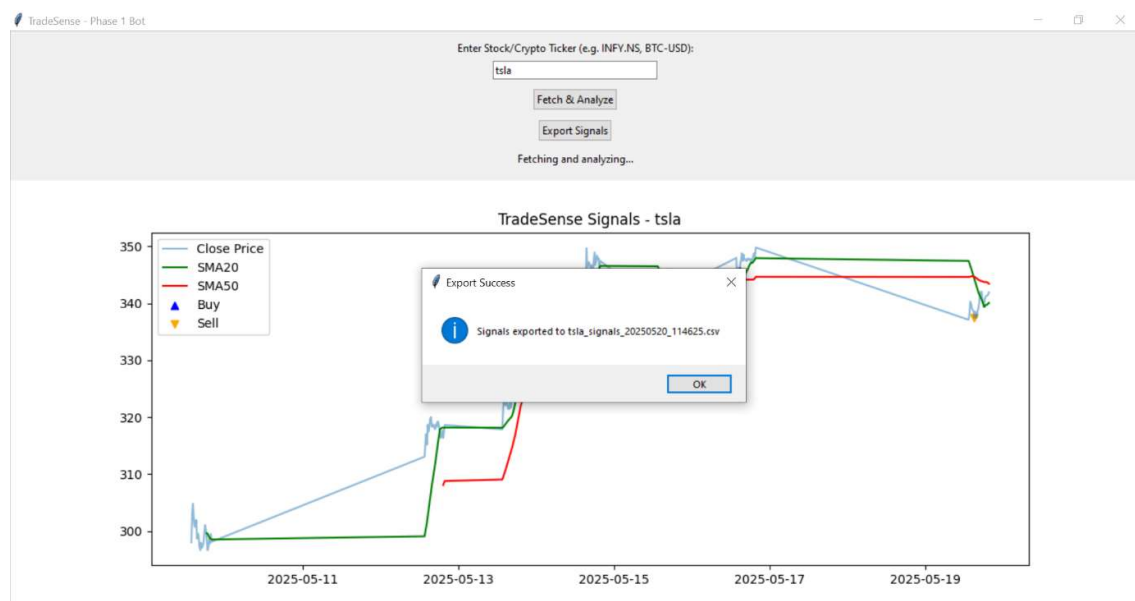 TradeSense - Phase 1 Bot
Enter Stock/Crypto Ticker (e.g. INFY.NS, BTC-USD):
tsla
Fetch & Analyze
Export Signals
Fetching and analyzing...
TradeSense Signals - tsla
Close Price
SMA20
SMA50
Buy
Sell
350
340
330
320
310
300
Export Success
Signals exported to tsla_signals_20250520_114625.csv
OK
2025-05-11
2025-05-13
2025-05-15
2025-05-17
2025-05-19